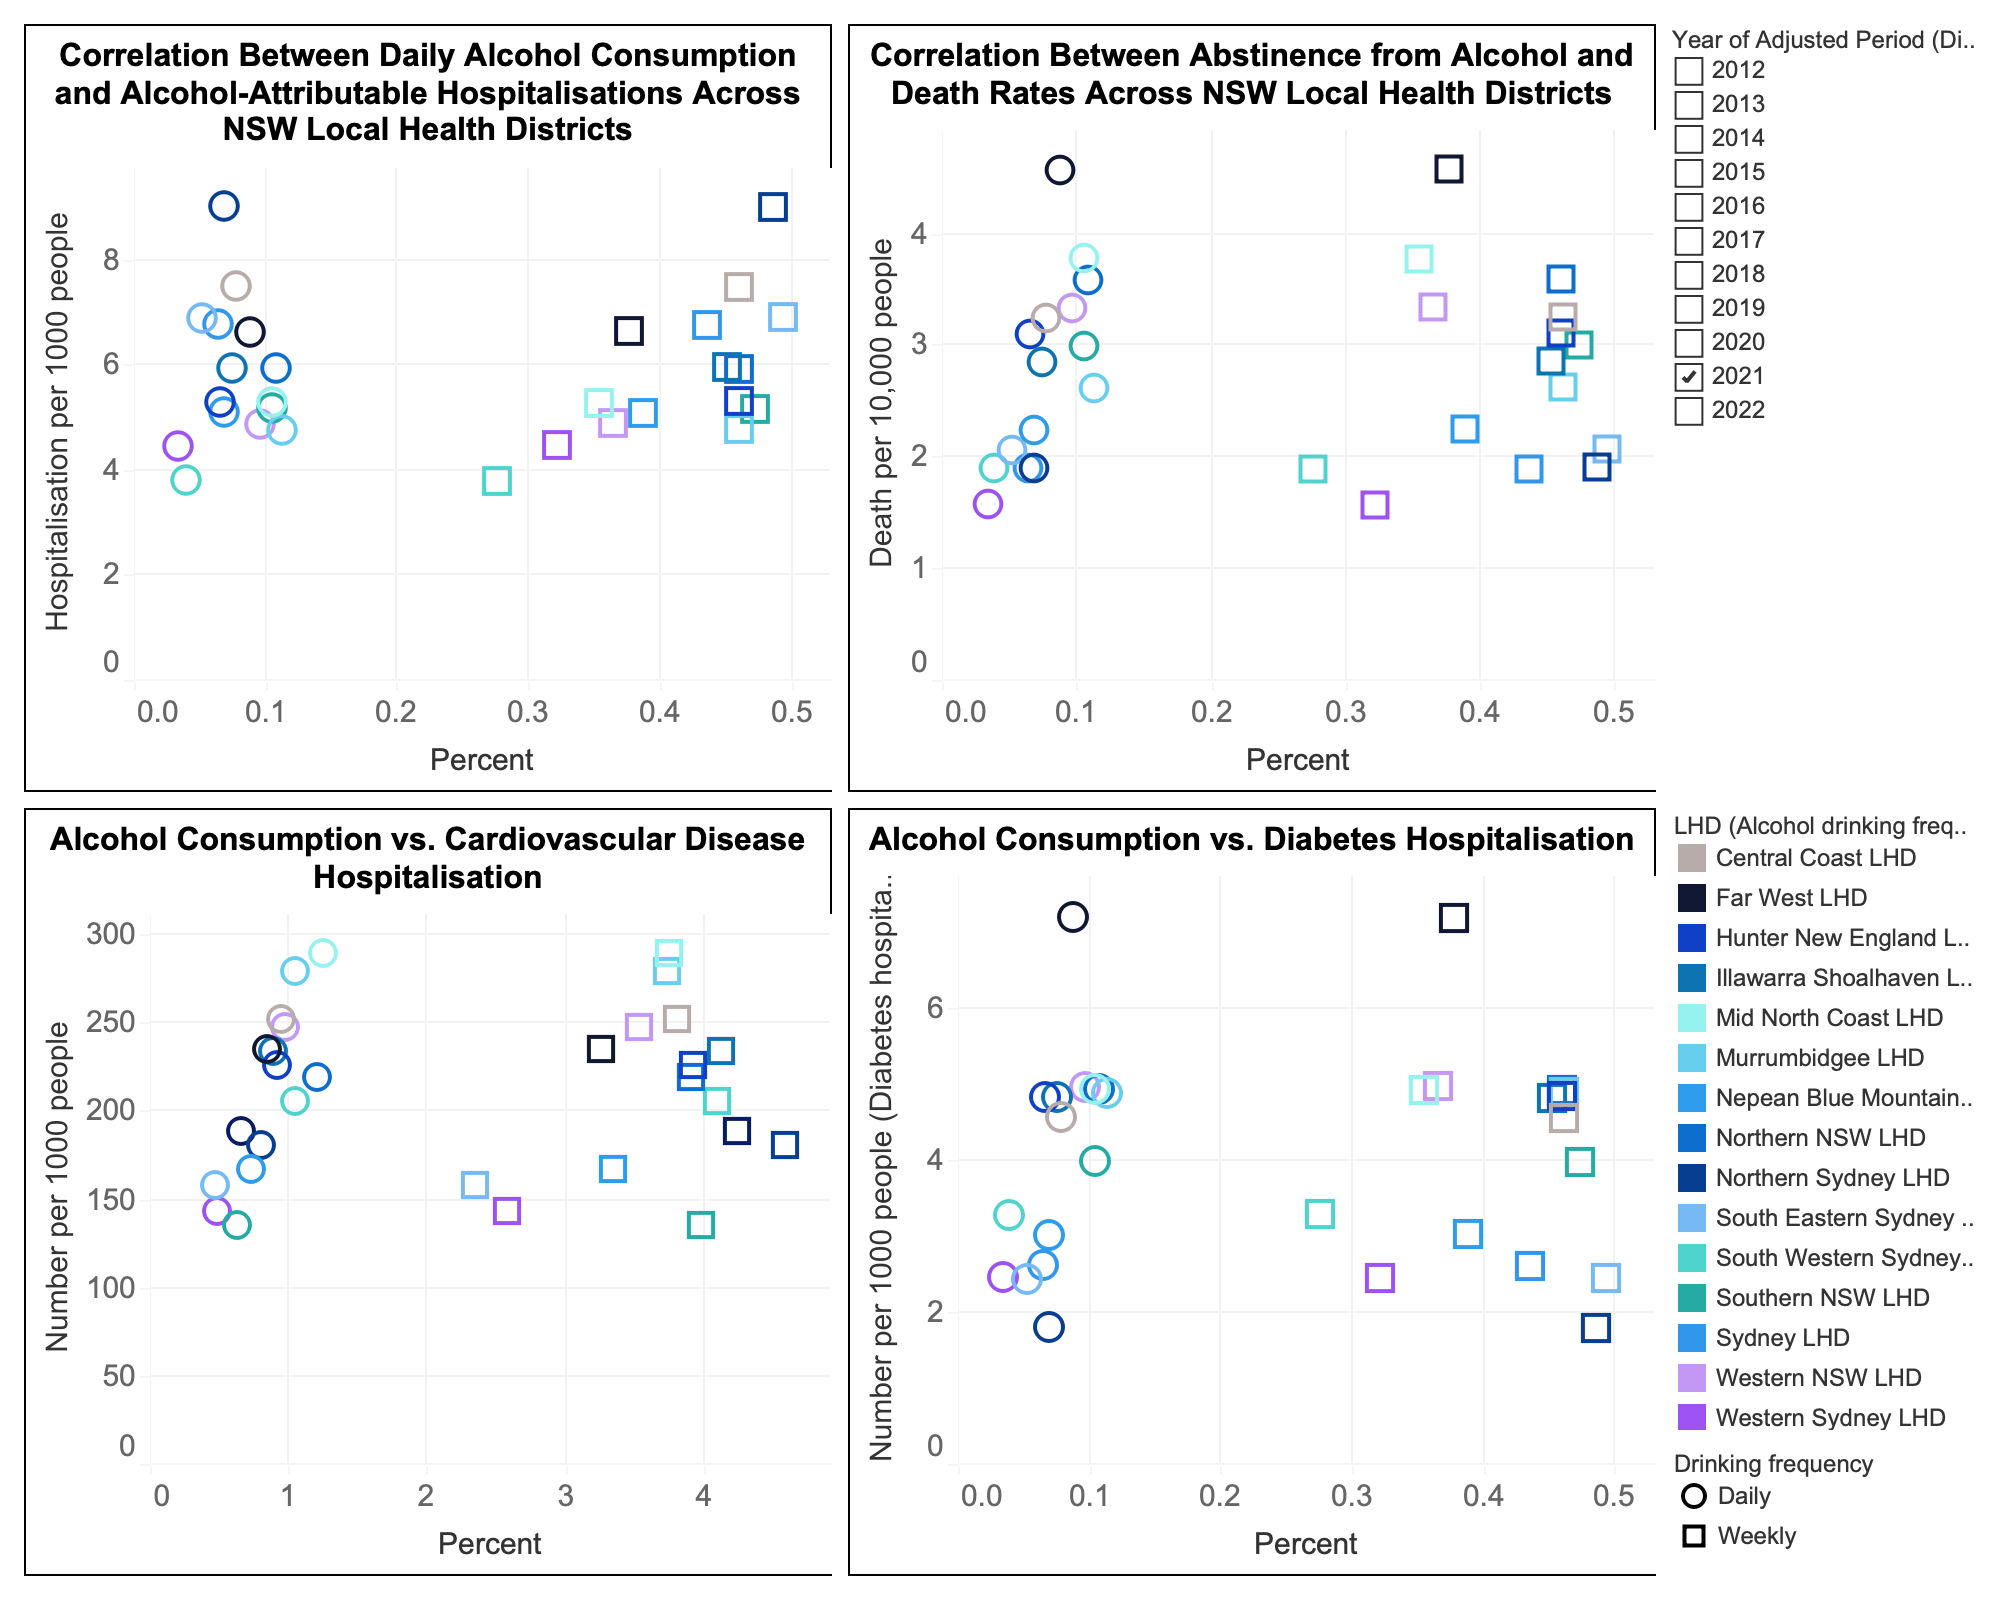 Correlation Between Daily Alcohol Consumption
and Alcohol-Attributable Hospitalisations Across
NSW Local Health Districts
Hospitalisation per 1000 people
8
6
4
2
0
0.0 0.1 0.2 0.3 0.4 0.5
Percent
Correlation Between Abstinence from Alcohol and
Death Rates Across NSW Local Health Districts
Death per 10,000 people
4
3
2
1
0
0.0 0.1 0.2 0.3 0.4 0.5
Percent
Year of Adjusted Period (Di..
2012
2013
2014
2015
2016
2017
2018
2019
2020
2021
2022
Alcohol Consumption vs. Cardiovascular Disease
Hospitalisation
Number per 1000 people
300
250
200
150
100
50
0
0 1 2 3 4
Percent
Alcohol Consumption vs. Diabetes Hospitalisation
Number per 1000 people (Diabetes hospita..
6
4
2
0
0.0 0.1 0.2 0.3 0.4 0.5
Percent
LHD (Alcohol drinking freq..
Central Coast LHD
Far West LHD
Hunter New England L..
Illawarra Shoalhaven L..
Mid North Coast LHD
Murrumbidgee LHD
Nepean Blue Mountain..
Northern NSW LHD
Northern Sydney LHD
South Eastern Sydney ..
South Western Sydney..
Southern NSW LHD
Sydney LHD
Western NSW LHD
Western Sydney LHD
Drinking frequency
Daily
Weekly